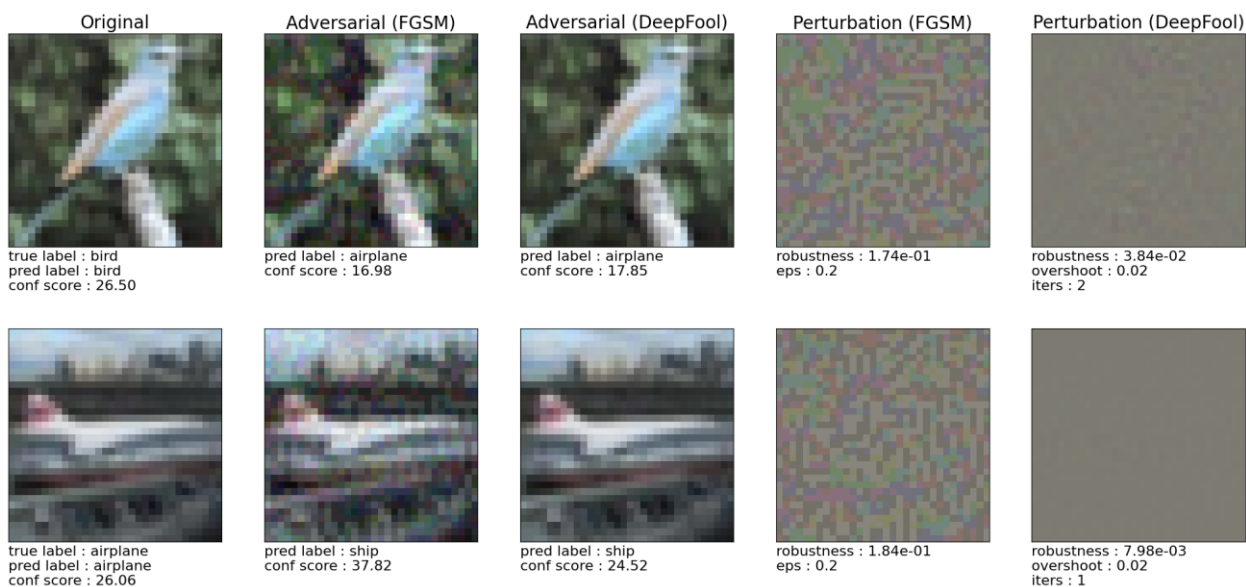 Original
Adversarial (FGSM)
Adversarial (DeepFool)
Perturbation (FGSM)
Perturbation (DeepFool)
true label : bird
pred label : bird
conf score : 26.50
pred label : airplane
conf score : 16.98
pred label : airplane
conf score : 17.85
robustness : 1.74e-01
eps : 0.2
robustness : 3.84e-02
overshoot : 0.02
iters : 2
true label : airplane
pred label : airplane
conf score : 26.06
pred label : ship
conf score : 37.82
pred label : ship
conf score : 24.52
robustness : 1.84e-01
eps : 0.2
robustness : 7.98e-03
overshoot : 0.02
iters : 1